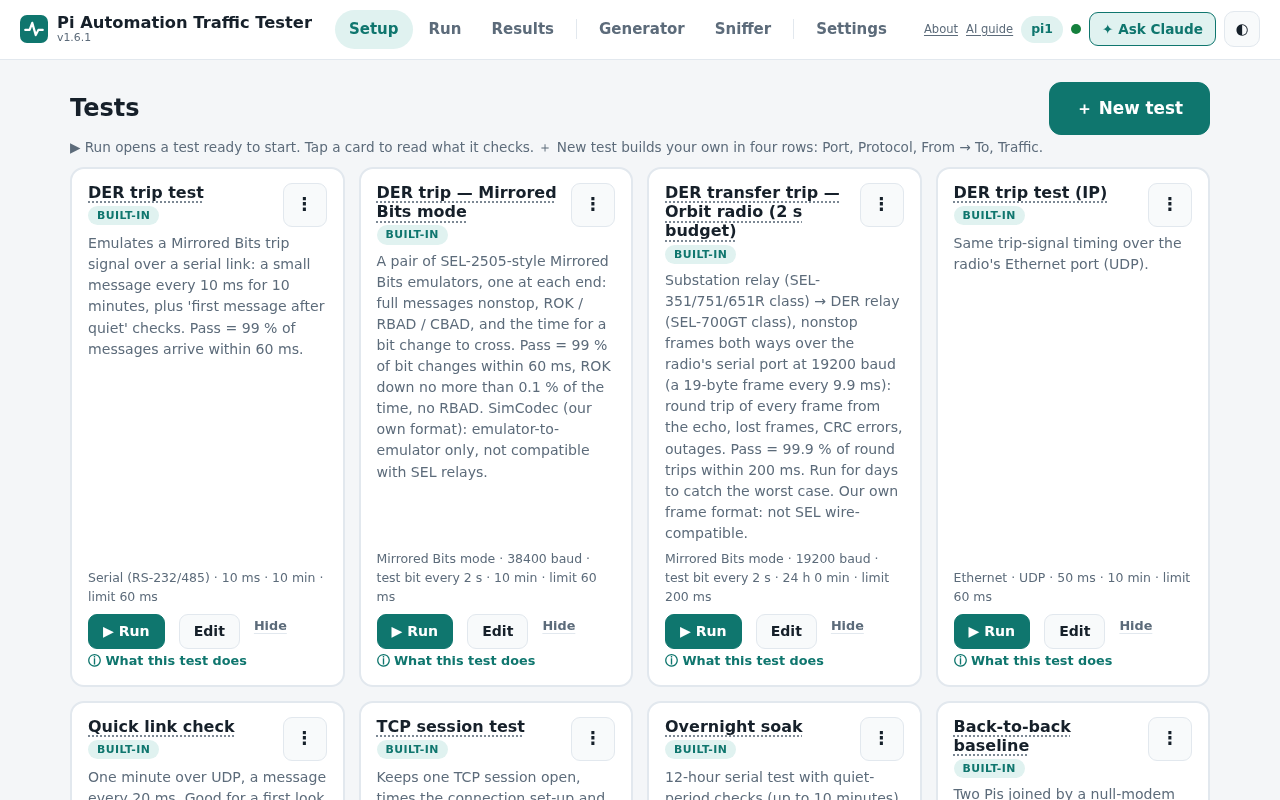 Pi Automation Traffic Tester
v1.6.1
Setup
Run
Results
Generator
Sniffer
Settings
About
AI guide
pi1
✦ Ask Claude
◐
Tests
+ New test
▶ Run opens a test ready to start. Tap a card to read what it checks. + New test builds your own in four rows: Port, Protocol, From → To, Traffic.
DER trip test
BUILT-IN
Emulates a Mirrored Bits trip
signal over a serial link: a small
message every 10 ms for 10
minutes, plus 'first message after
quiet' checks. Pass = 99 % of
messages arrive within 60 ms.
Serial (RS-232/485) · 10 ms · 10 min ·
limit 60 ms
▶ Run
Edit
Hide
ⓘ What this test does
DER trip — Mirrored
Bits mode
BUILT-IN
A pair of SEL-2505-style Mirrored
Bits emulators, one at each end:
full messages nonstop, ROK /
RBAD / CBAD, and the time for a
bit change to cross. Pass = 99 %
of bit changes within 60 ms, ROK
down no more than 0.1 % of the
time, no RBAD. SimCodec (our
own format): emulator-to-
emulator only, not compatible
with SEL relays.
Mirrored Bits mode · 38400 baud ·
test bit every 2 s · 10 min · limit 60
ms
▶ Run
Edit
Hide
ⓘ What this test does
DER transfer trip —
Orbit radio (2 s
budget)
BUILT-IN
Substation relay (SEL-
351/751/651R class) → DER relay
(SEL-700GT class), nonstop
frames both ways over the
radio's serial port at 19200 baud
(a 19-byte frame every 9.9 ms):
round trip of every frame from
the echo, lost frames, CRC errors,
outages. Pass = 99.9 % of round
trips within 200 ms. Run for days
to catch the worst case. Our own
frame format: not SEL wire-
compatible.
Mirrored Bits mode · 19200 baud ·
test bit every 2 s · 24 h 0 min · limit
200 ms
▶ Run
Edit
Hide
ⓘ What this test does
DER trip test (IP)
BUILT-IN
Same trip-signal timing over the
radio's Ethernet port (UDP).
Ethernet · UDP · 50 ms · 10 min · limit
60 ms
▶ Run
Edit
Hide
ⓘ What this test does
Quick link check
BUILT-IN
One minute over UDP, a message
every 20 ms. Good for a first look
TCP session test
BUILT-IN
Keeps one TCP session open,
times the connection set-up and
Overnight soak
BUILT-IN
12-hour serial test with quiet-
period checks (up to 10 minutes)
Back-to-back
baseline
BUILT-IN
Two Pis joined by a null-modem